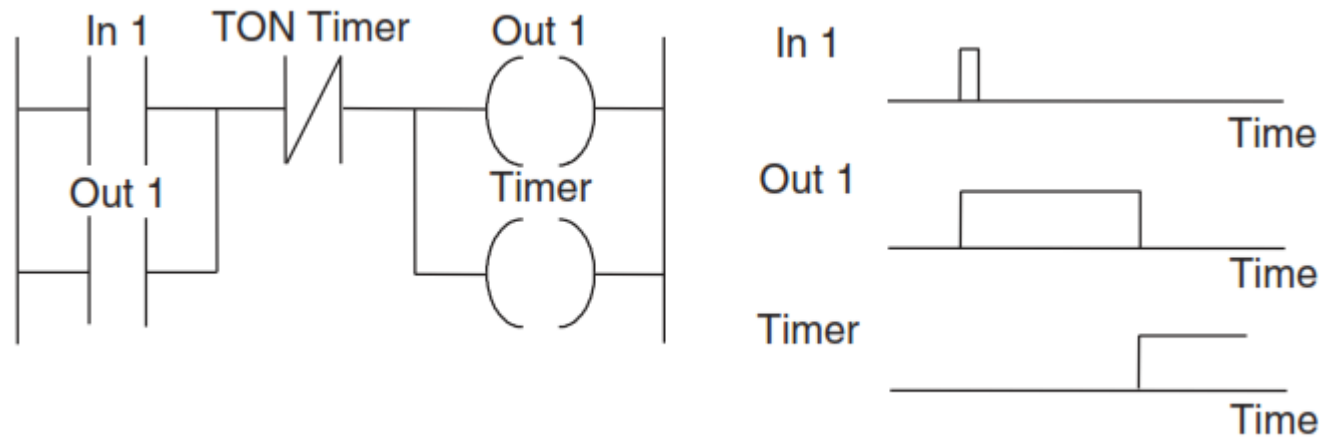 In 1 TON Timer Out 1
Out 1 Timer
In 1
Time
Out 1
Time
Timer
Time